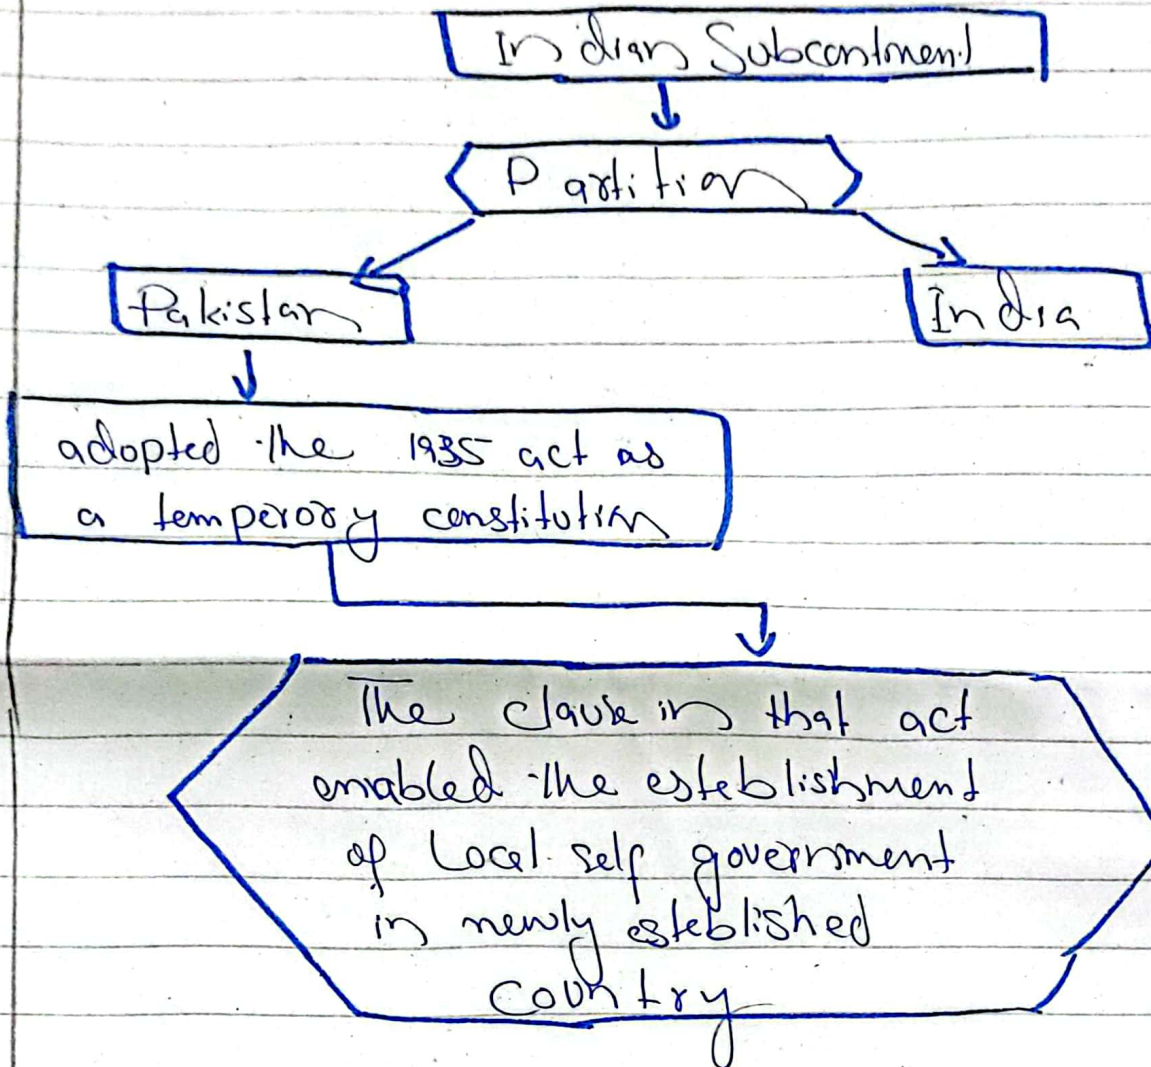 Indian Subcontinent
Partition
Pakistan
India
adopted the 1935 act as
a temperory constitution
The clause in that act
enabled the esteblishment
of Local self government
in newly esteblished
Country